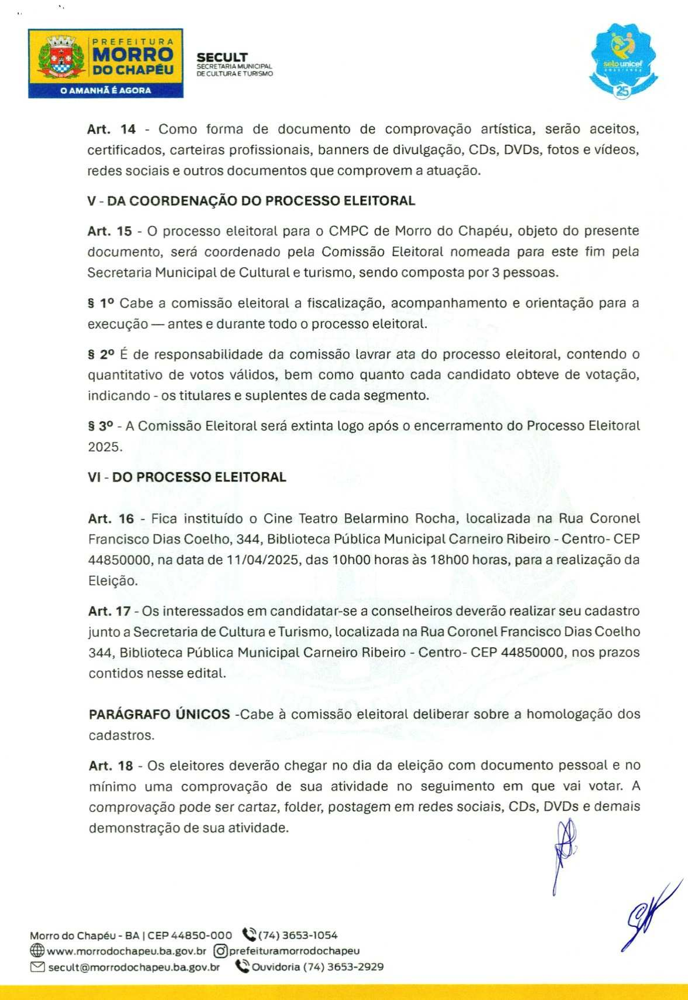 PREFEITURA
MORRO
DO CHAPÉU
O AMANHÃ É AGORA
SECULT
SECRETARIA MUNICIPAL
DE CULTURA E TURISMO
selo unicef
25
Art. 14 - Como forma de documento de comprovação artística, serão aceitos,
certificados, carteiras profissionais, banners de divulgação, CDs, DVDs, fotos e vídeos,
redes sociais e outros documentos que comprovem a atuação.
V - DA COORDENAÇÃO DO PROCESSO ELEITORAL
Art. 15 - O processo eleitoral para o CMPC de Morro do Chapéu, objeto do presente
documento, será coordenado pela Comissão Eleitoral nomeada para este fim pela
Secretaria Municipal de Cultural e turismo, sendo composta por 3 pessoas.
§ 1º Cabe a comissão eleitoral a fiscalização, acompanhamento e orientação para a
execução — antes e durante todo o processo eleitoral.
§ 2º É de responsabilidade da comissão lavrar ata do processo eleitoral, contendo o
quantitativo de votos válidos, bem como quanto cada candidato obteve de votação,
indicando - os titulares e suplentes de cada segmento.
§ 3º - A Comissão Eleitoral será extinta logo após o encerramento do Processo Eleitoral
2025.
VI - DO PROCESSO ELEITORAL
Art. 16 - Fica instituído o Cine Teatro Belarmino Rocha, localizada na Rua Coronel
Francisco Dias Coelho, 344, Biblioteca Pública Municipal Carneiro Ribeiro - Centro- CEP
44850000, na data de 11/04/2025, das 10h00 horas às 18h00 horas, para a realização da
Eleição.
Art. 17 - Os interessados em candidatar-se a conselheiros deverão realizar seu cadastro
junto a Secretaria de Cultura e Turismo, localizada na Rua Coronel Francisco Dias Coelho
344, Biblioteca Pública Municipal Carneiro Ribeiro - Centro- CEP 44850000, nos prazos
contidos nesse edital.
PARÁGRAFO ÚNICOS -Cabe à comissão eleitoral deliberar sobre a homologação dos
cadastros.
Art. 18 - Os eleitores deverão chegar no dia da eleição com documento pessoal e no
mínimo uma comprovação de sua atividade no seguimento em que vai votar. A
comprovação pode ser cartaz, folder, postagem em redes sociais, CDs, DVDs e demais
demonstração de sua atividade.
Morro do Chapéu - BA | CEP 44850-000 (74) 3653-1054
www.morrodochapeu.ba.gov.br prefeituramorrodochapeu
secult@morrodochapeu.ba.gov.br Ouvidoria (74) 3653-2929